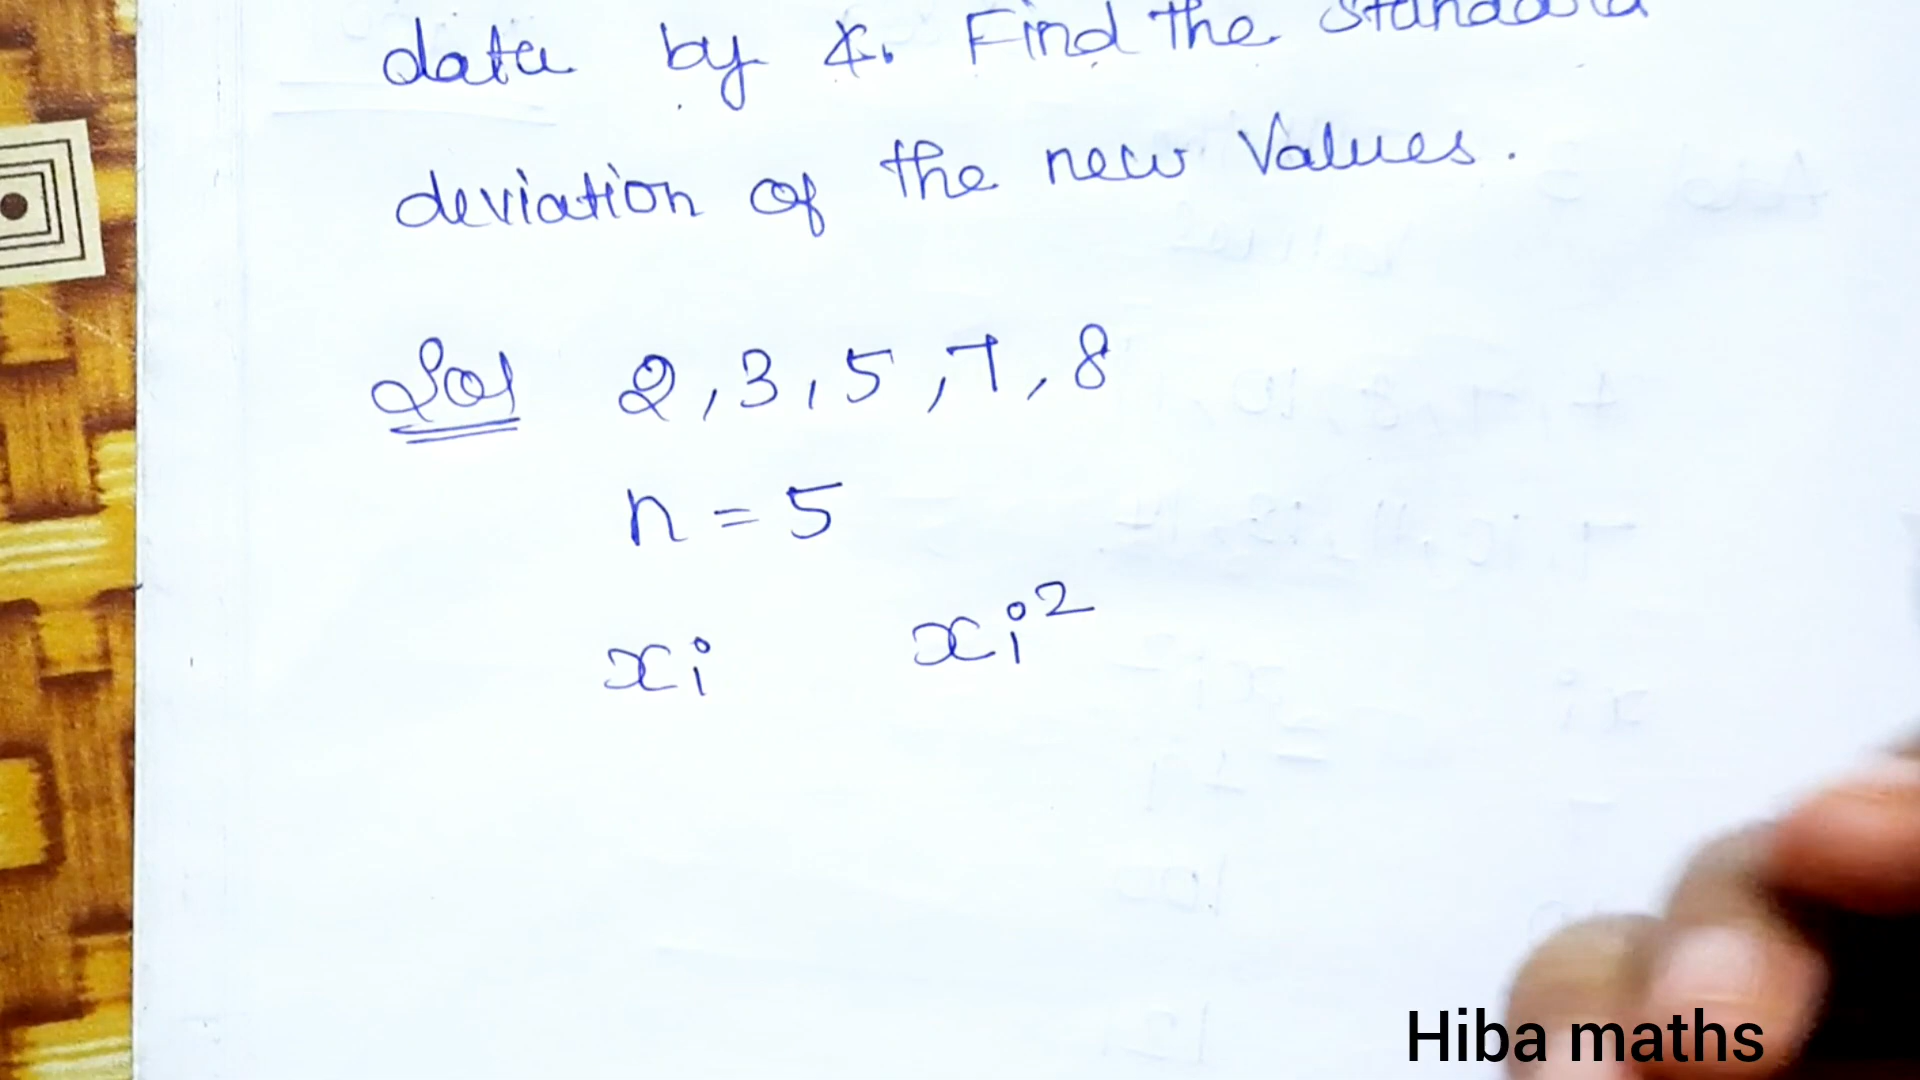 data by 4. Find the standard
deviation of the new values.
Sol 2, 3, 5, 7, 8
n = 5
xi xi²
Hiba maths